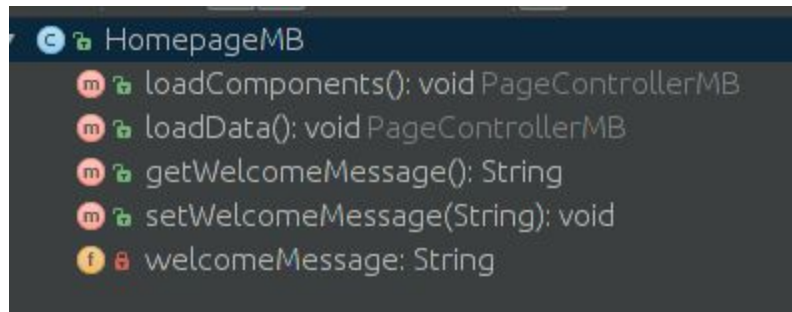 C HomepageMB
m loadComponents(): void PageControllerMB
m loadData(): void PageControllerMB
m getWelcomeMessage(): String
m setWelcomeMessage(String): void
f welcomeMessage: String